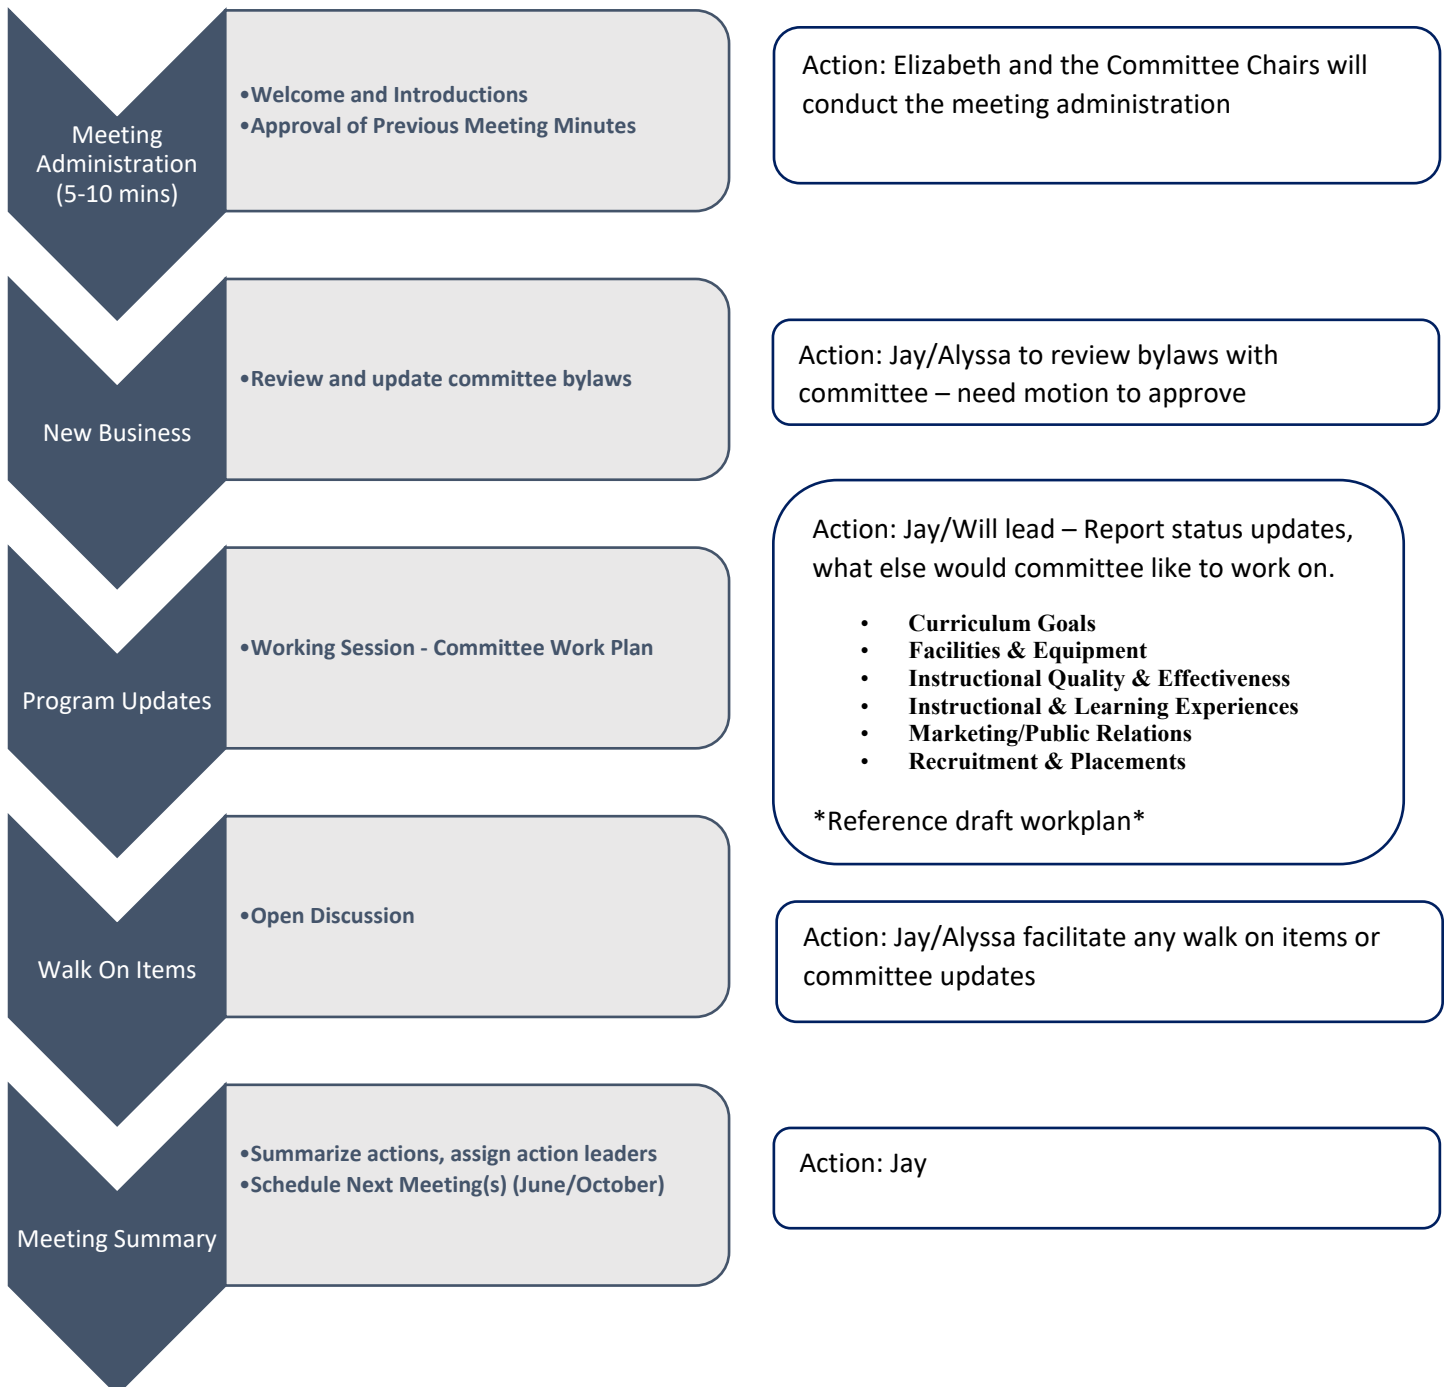 Meeting
Administration
(5-10 mins)
•Welcome and Introductions
•Approval of Previous Meeting Minutes
Action: Elizabeth and the Committee Chairs will
conduct the meeting administration
New Business
•Review and update committee bylaws
Action: Jay/Alyssa to review bylaws with
committee – need motion to approve
Program Updates
•Working Session - Committee Work Plan
Action: Jay/Will lead – Report status updates,
what else would committee like to work on.
• Curriculum Goals
• Facilities & Equipment
• Instructional Quality & Effectiveness
• Instructional & Learning Experiences
• Marketing/Public Relations
• Recruitment & Placements
*Reference draft workplan*
Walk On Items
•Open Discussion
Action: Jay/Alyssa facilitate any walk on items or
committee updates
Meeting Summary
•Summarize actions, assign action leaders
•Schedule Next Meeting(s) (June/October)
Action: Jay